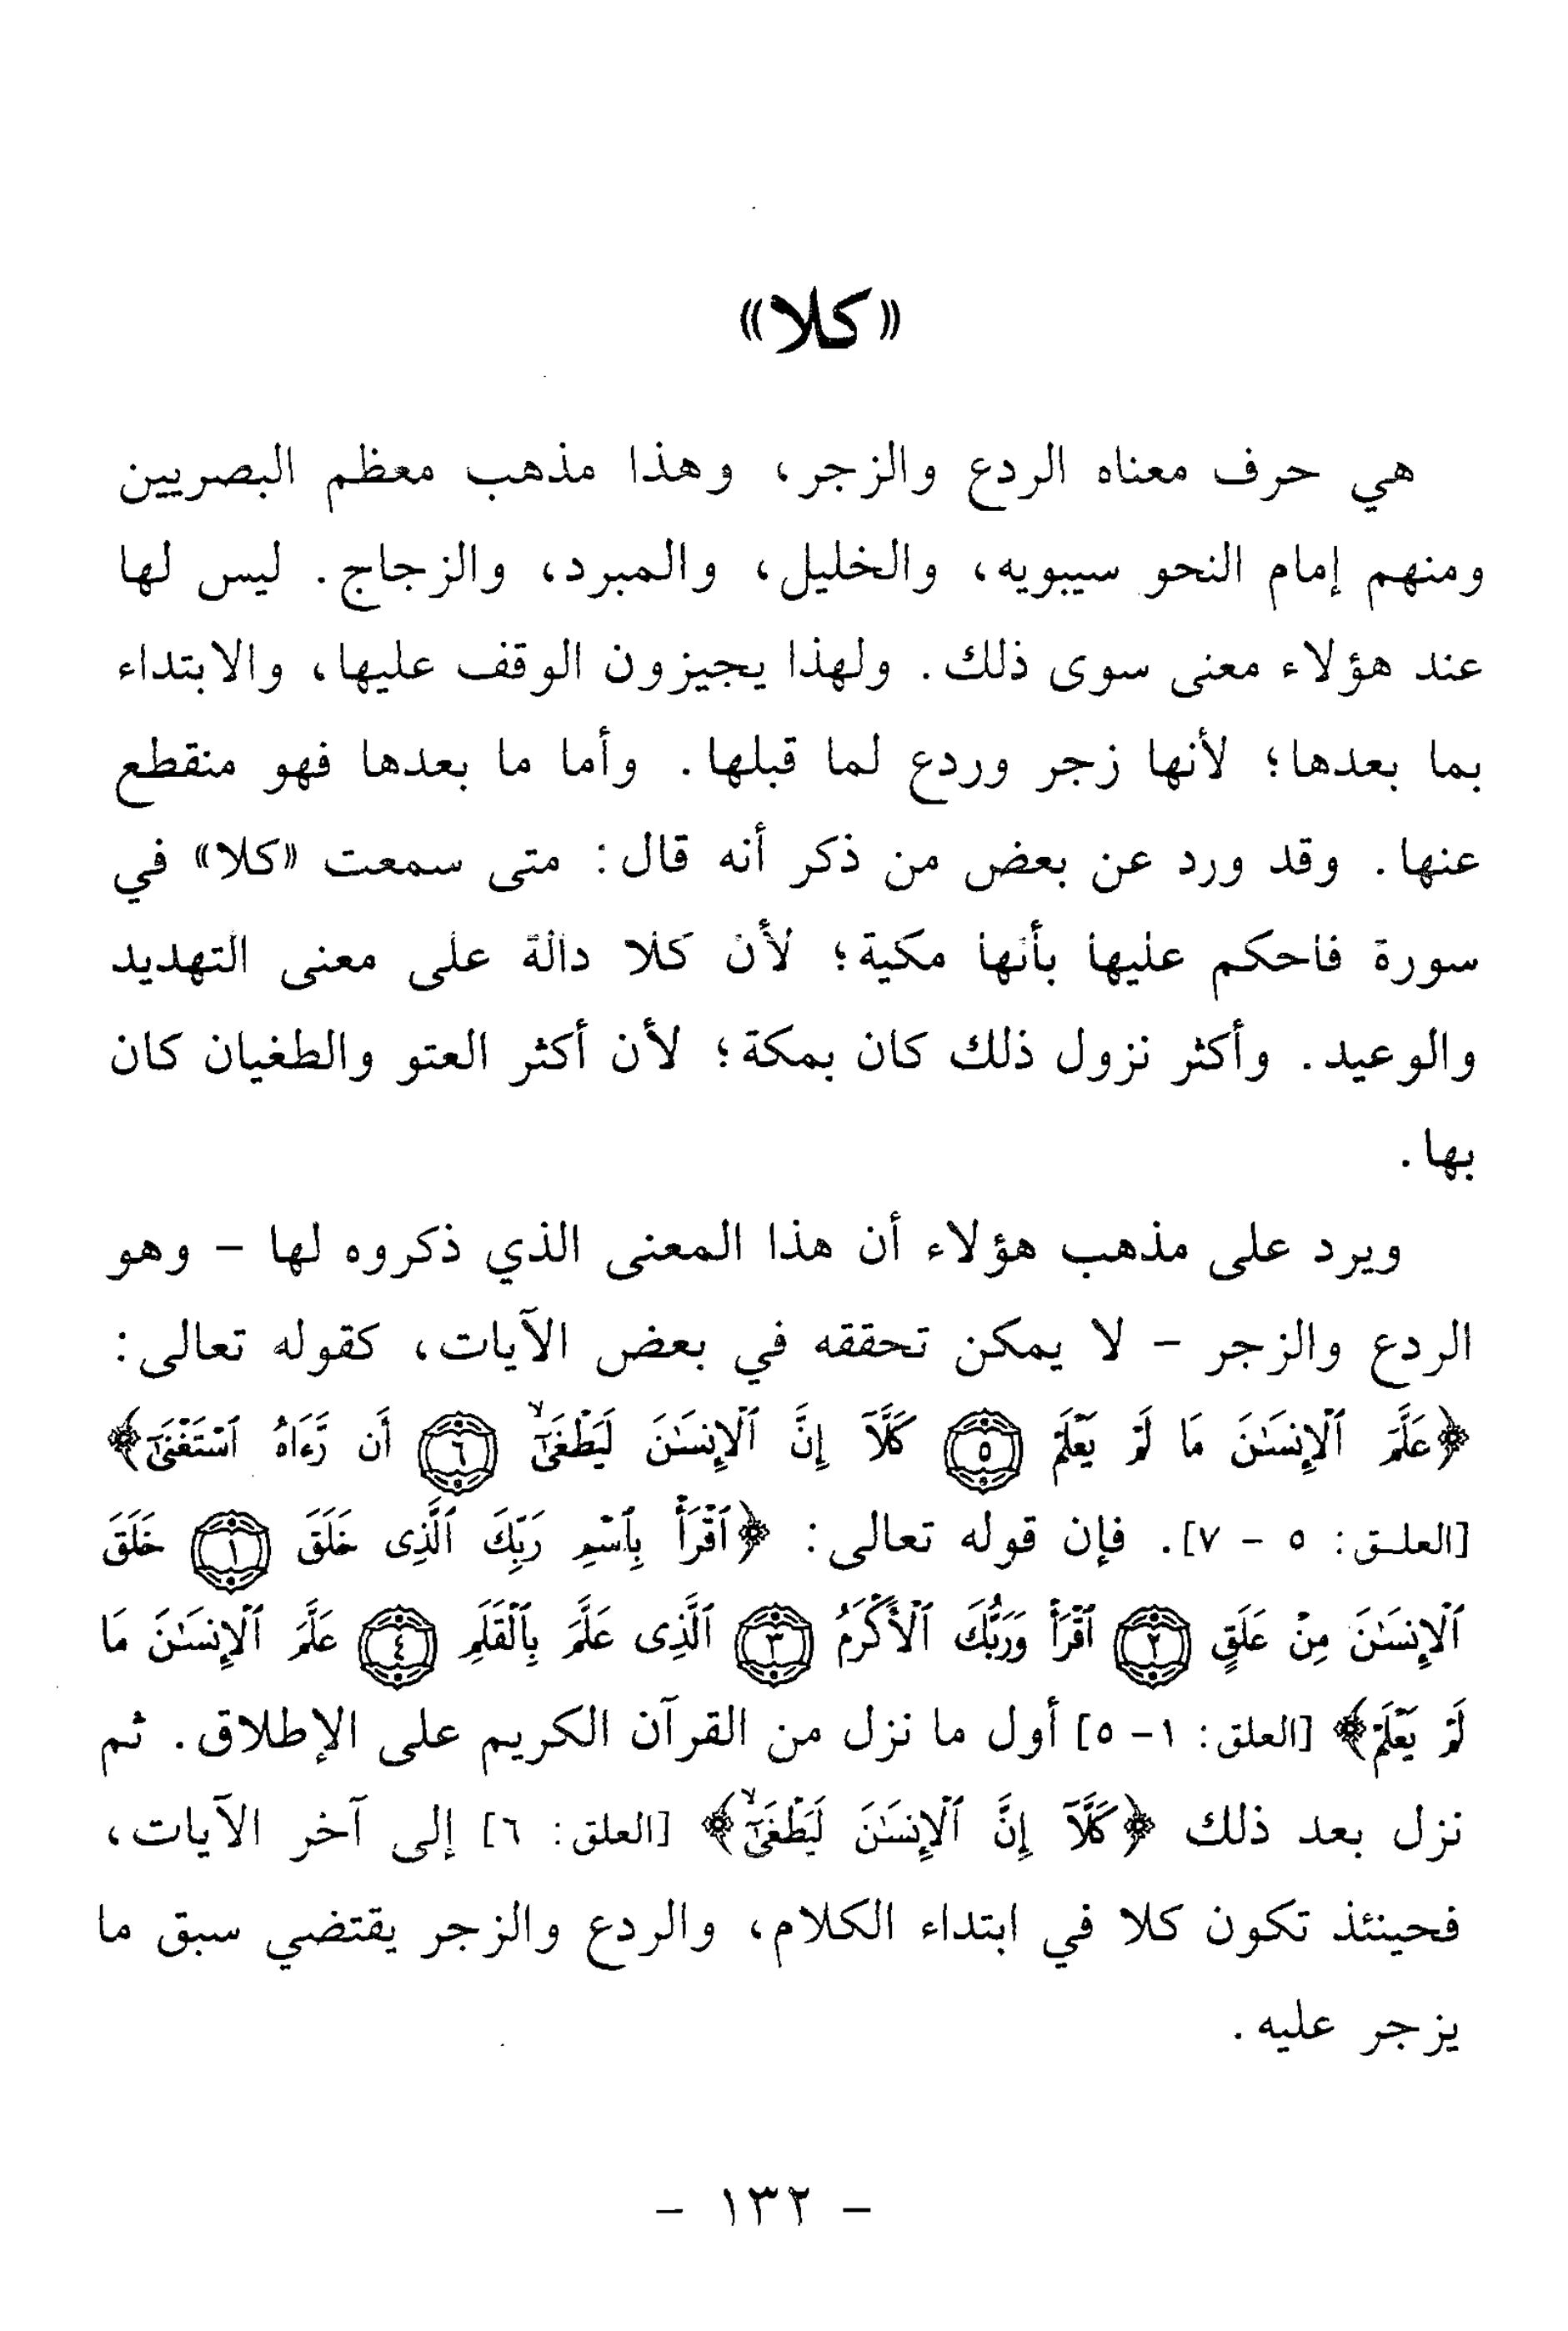 «كلا»
هي حرف معناه الردع والزجر، وهذا مذهب معظم البصريين
ومنهم إمام النحو سيبويه، والخليل، والمبرد، والزجاج. ليس لها
عند هؤلاء معنى سوى ذلك. ولهذا يجيزون الوقف عليها، والابتداء
بما بعدها؛ لأنها زجر وردع لما قبلها. وأما ما بعدها فهو منقطع
عنها. وقد ورد عن بعض من ذكر أنه قال: متى سمعت «كلا» في
سورة فاحكم عليها بأنها مكية؛ لأن كلا دالة على معنى التهديد
والوعيد. وأكثر نزول ذلك كان بمكة؛ لأن أكثر العتو والطغيان كان
بها.
ويرد على مذهب هؤلاء أن هذا المعنى الذي ذكروه لها – وهو
الردع والزجر – لا يمكن تحققه في بعض الآيات، كقوله تعالى:
﴿عَلَّمَ ٱلْإِنسَـٰنَ مَا لَمْ يَعْلَمْ ٥ كَلَّآ إِنَّ ٱلْإِنسَـٰنَ لَيَطْغَىٰٓ ٦ أَن رَّءَاهُ ٱسْتَغْنَىٰٓ﴾
[العلـق: ٥ – ٧]. فإن قوله تعالى: ﴿ٱقْرَأْ بِٱسْمِ رَبِّكَ ٱلَّذِى خَلَقَ ١ خَلَقَ
ٱلْإِنسَـٰنَ مِنْ عَلَقٍ ٢ ٱقْرَأْ وَرَبُّكَ ٱلْأَكْرَمُ ٣ ٱلَّذِى عَلَّمَ بِٱلْقَلَمِ ٤ عَلَّمَ ٱلْإِنسَـٰنَ مَا
لَمْ يَعْلَمْ﴾ [العلق: ١– ٥] أول ما نزل من القرآن الكريم على الإطلاق. ثم
نزل بعد ذلك ﴿كَلَّآ إِنَّ ٱلْإِنسَـٰنَ لَيَطْغَىٰٓ﴾ [العلق: ٦] إلى آخر الآيات،
فحينئذ تكون كلا في ابتداء الكلام، والردع والزجر يقتضي سبق ما
يزجر عليه.
– ١٣٢ –